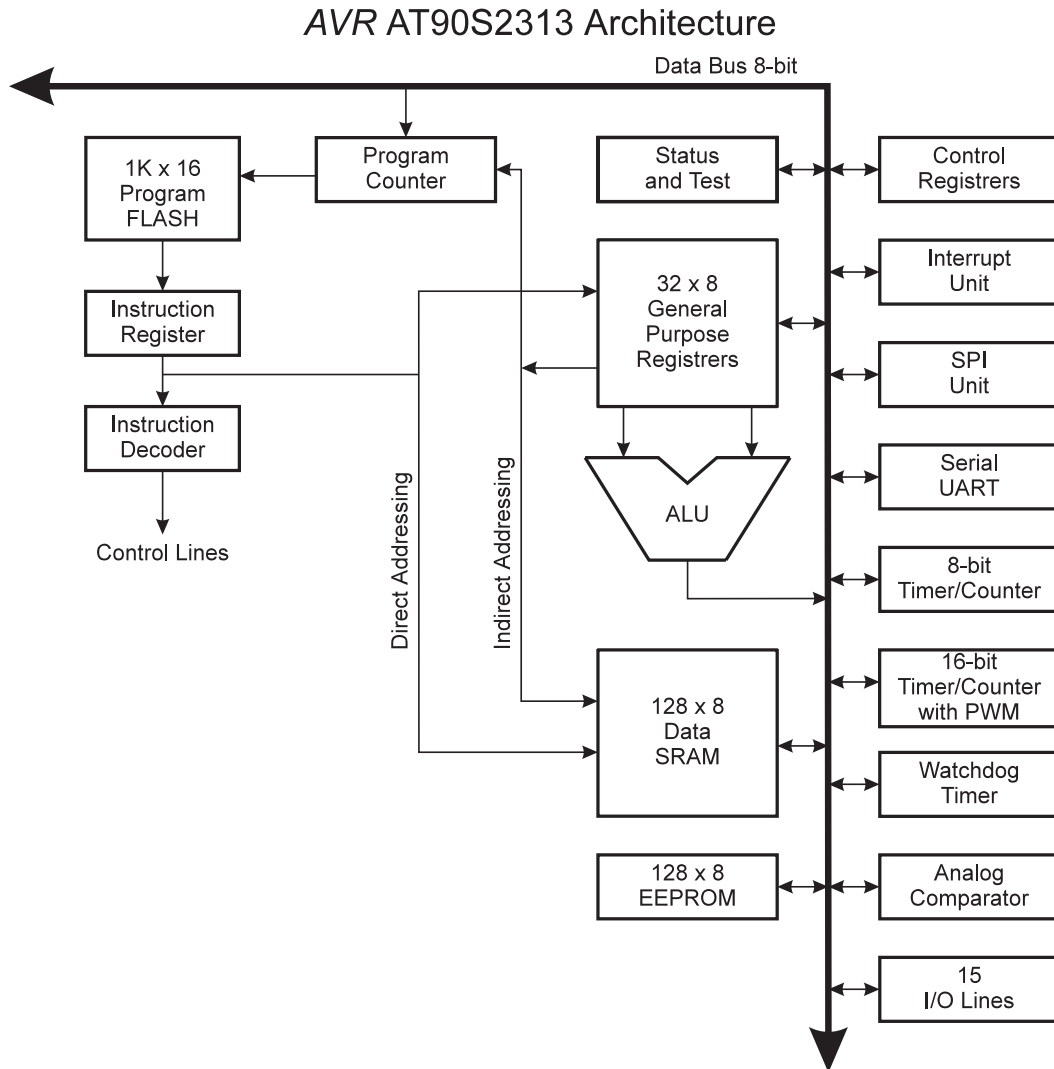 AVR AT90S2313 Architecture
Data Bus 8-bit
1K x 16
Program
FLASH
Program
Counter
Status
and Test
Control
Registrers
Instruction
Register
32 x 8
General
Purpose
Registrers
Interrupt
Unit
SPI
Unit
Instruction
Decoder
Control Lines
Direct Addressing
Indirect Addressing
ALU
Serial
UART
8-bit
Timer/Counter
128 x 8
Data
SRAM
16-bit
Timer/Counter
with PWM
Watchdog
Timer
128 x 8
EEPROM
Analog
Comparator
15
I/O Lines